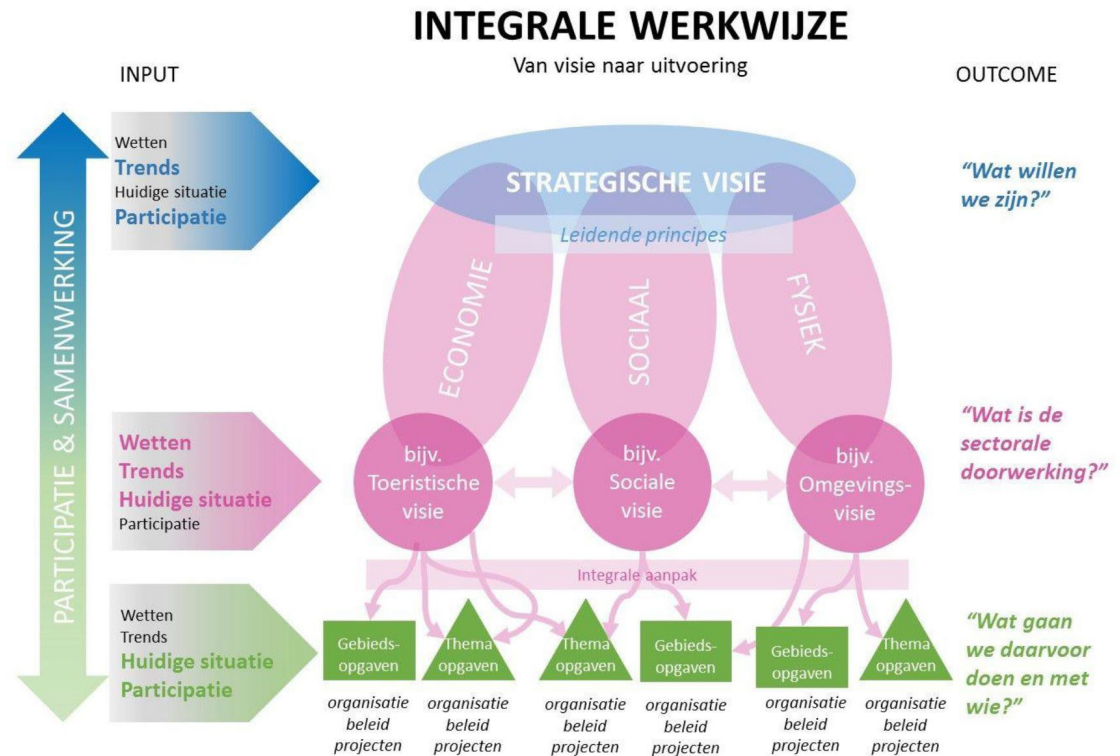 INTEGRALE WERKWIJZE
Van visie naar uitvoering
INPUT
OUTCOME
PARTICIPATIE & SAMENWERKING
Wetten
Trends
Huidige situatie
Participatie
STRATEGISCHE VISIE
Leidende principes
ECONOMIE
SOCIAAL
FYSIEK
“Wat willen
we zijn?”
Wetten
Trends
Huidige situatie
Participatie
bijv.
Toeristische
visie
bijv.
Sociale
visie
bijv.
Omgevings-
visie
“Wat is de
sectorale
doorwerking?”
Integrale aanpak
Wetten
Trends
Huidige situatie
Participatie
Gebieds-
opgaven
Thema
opgaven
Thema
opgaven
Gebieds-
opgaven
Gebieds-
opgaven
Thema
opgaven
organisatie
beleid
projecten
organisatie
beleid
projecten
organisatie
beleid
projecten
organisatie
beleid
projecten
organisatie
beleid
projecten
organisatie
beleid
projecten
“Wat gaan
we daarvoor
doen en met
wie?”